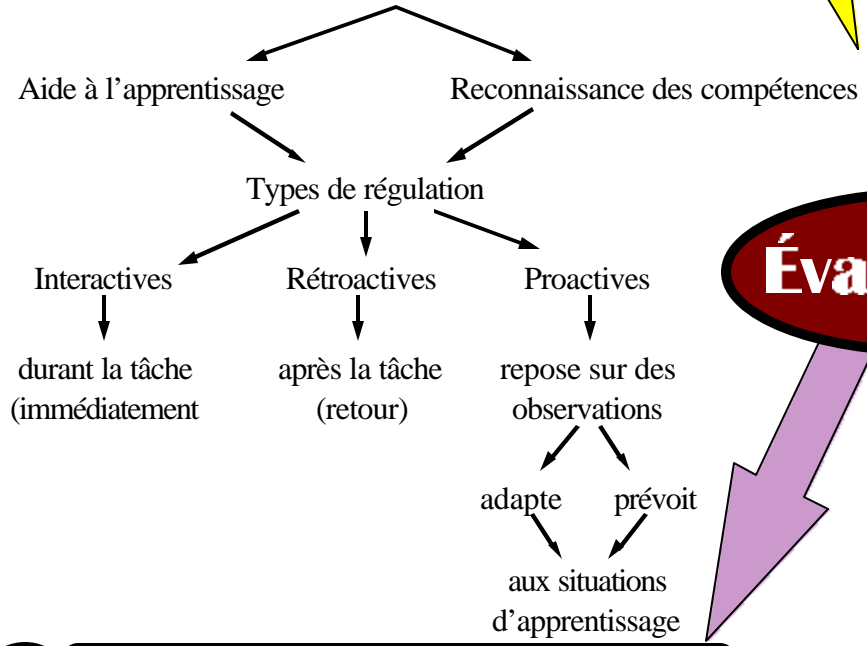 Aide à l’apprentissage
Reconnaissance des compétences
Types de régulation
Interactives
Rétroactives
Proactives
durant la tâche
(immédiatement
après la tâche
(retour)
repose sur des
observations
adapte
prévoit
aux situations
d’apprentissage
Éva